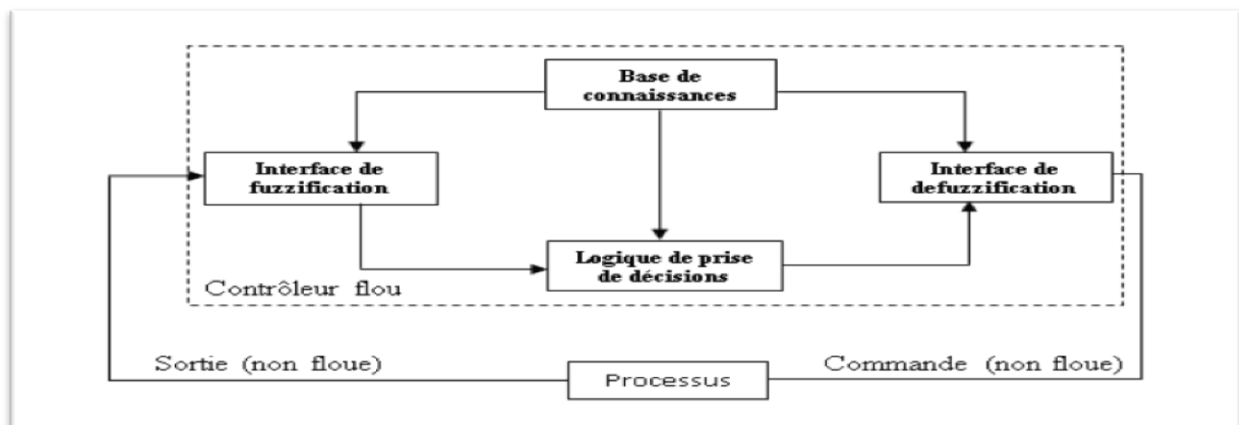 Base de
connaissances
Interface de
fuzzification
Interface de
defuzzification
Logique de prise
de décisions
Contrôleur flou
Sortie (non floue)
Commande (non floue)
Processus